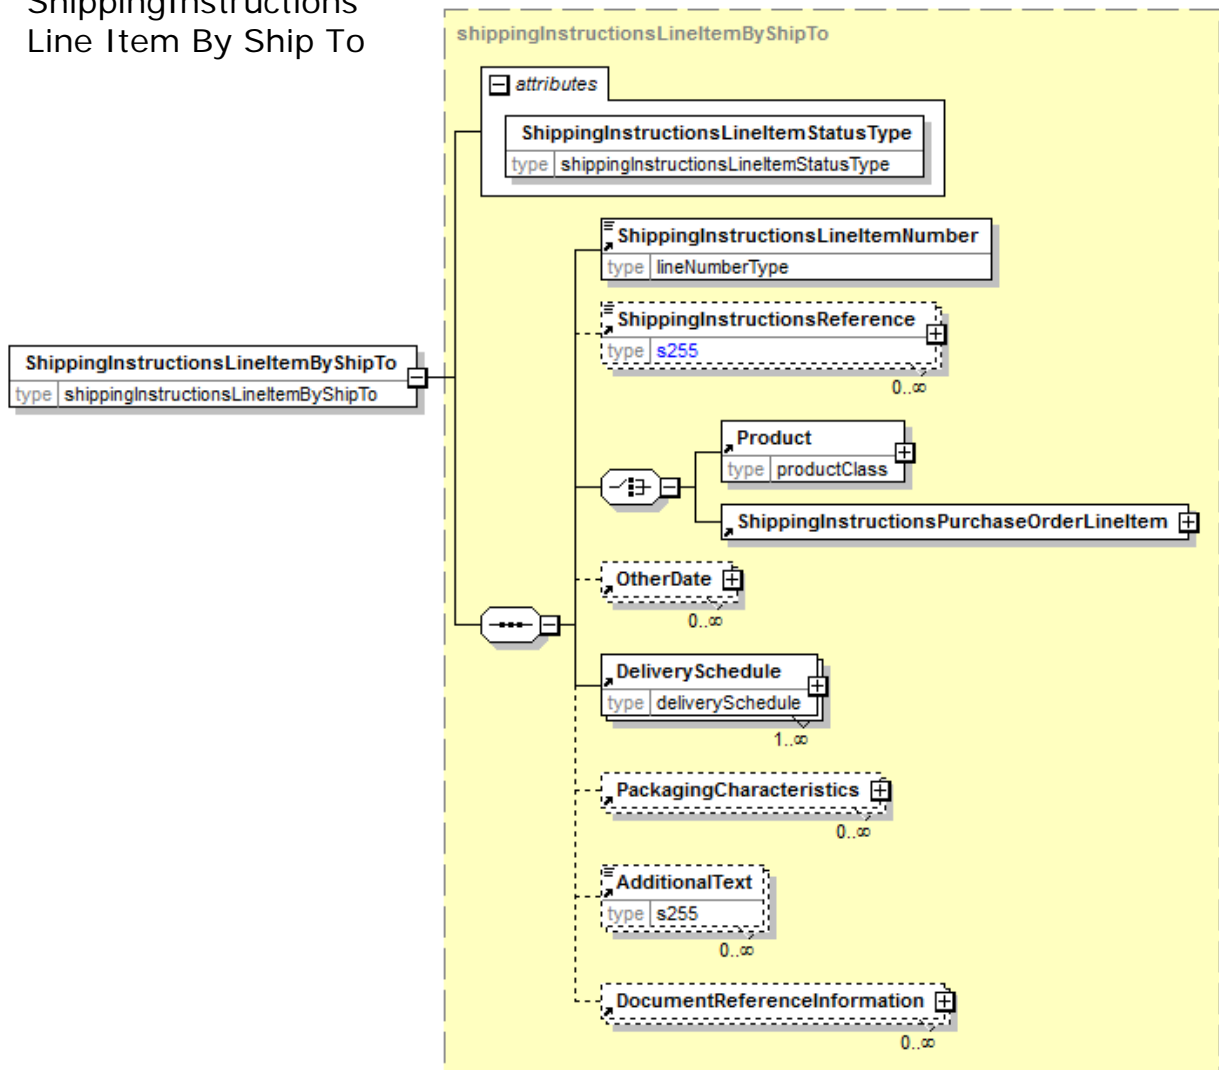 ShippingInstructions
Line Item By Ship To
shippingInstructionsLineItemByShipTo
attributes
ShippingInstructionsLineItemStatusType
type shippingInstructionsLineItemStatusType
ShippingInstructionsLineItemNumber
type lineNumberType
ShippingInstructionsReference
type s255
0..∞
ShippingInstructionsLineItemByShipTo
type shippingInstructionsLineItemByShipTo
Product
type productClass
ShippingInstructionsPurchaseOrderLineItem
OtherDate
0..∞
DeliverySchedule
type deliverySchedule
1..∞
PackagingCharacteristics
0..∞
AdditionalText
type s255
0..∞
DocumentReferenceInformation
0..∞